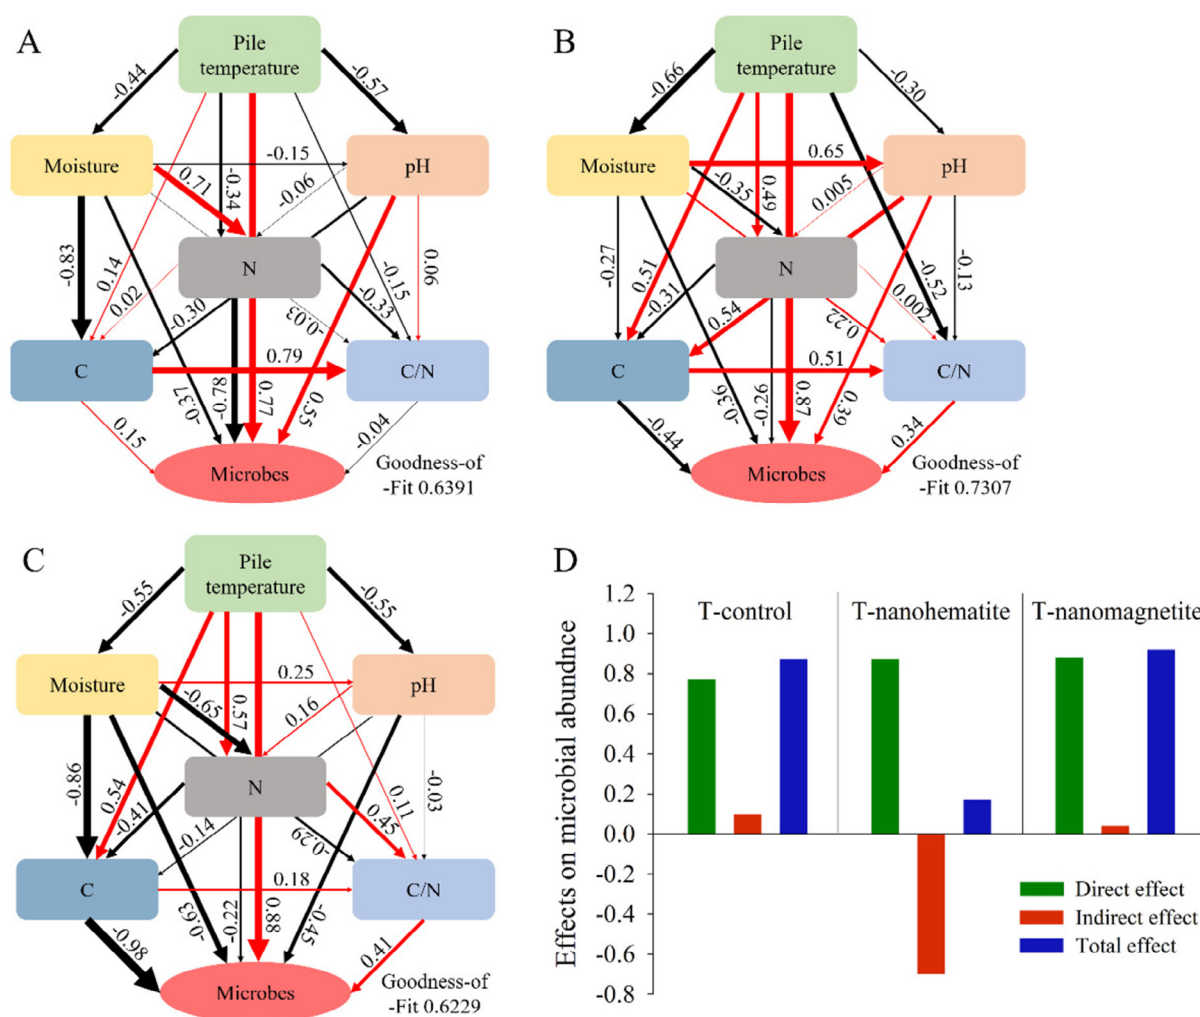 A
Pile
temperature
-0.44
-0.57
Moisture
-0.15
pH
0.71
-0.34
-0.06
N
-0.83
0.14
0.02
-0.30
-0.03
-0.33
-0.15
0.06
C
0.79
C/N
-0.37
-0.78
0.77
0.55
0.15
-0.04
Microbes
Goodness-of
-Fit 0.6391
B
Pile
temperature
-0.66
-0.30
Moisture
0.65
pH
-0.35
0.49
0.005
N
-0.27
0.51
-0.31
0.54
0.22
0.002
-0.52
-0.13
C
0.51
C/N
-0.36
-0.26
0.87
0.39
-0.44
0.34
Microbes
Goodness-of
-Fit 0.7307
C
Pile
temperature
-0.55
-0.55
Moisture
0.25
pH
-0.65
0.57
0.16
N
-0.86
0.54
-0.41
-0.14
-0.29
0.45
0.11
-0.03
C
0.18
C/N
-0.63
-0.22
0.88
-0.45
-0.98
0.41
Microbes
Goodness-of
-Fit 0.6229
D
T-control
T-nanohematite
T-nanomagnetite
Effects on microbial abundnce
1.2
1.0
0.8
0.6
0.4
0.2
0.0
-0.2
-0.4
-0.6
-0.8
Direct effect
Indirect effect
Total effect